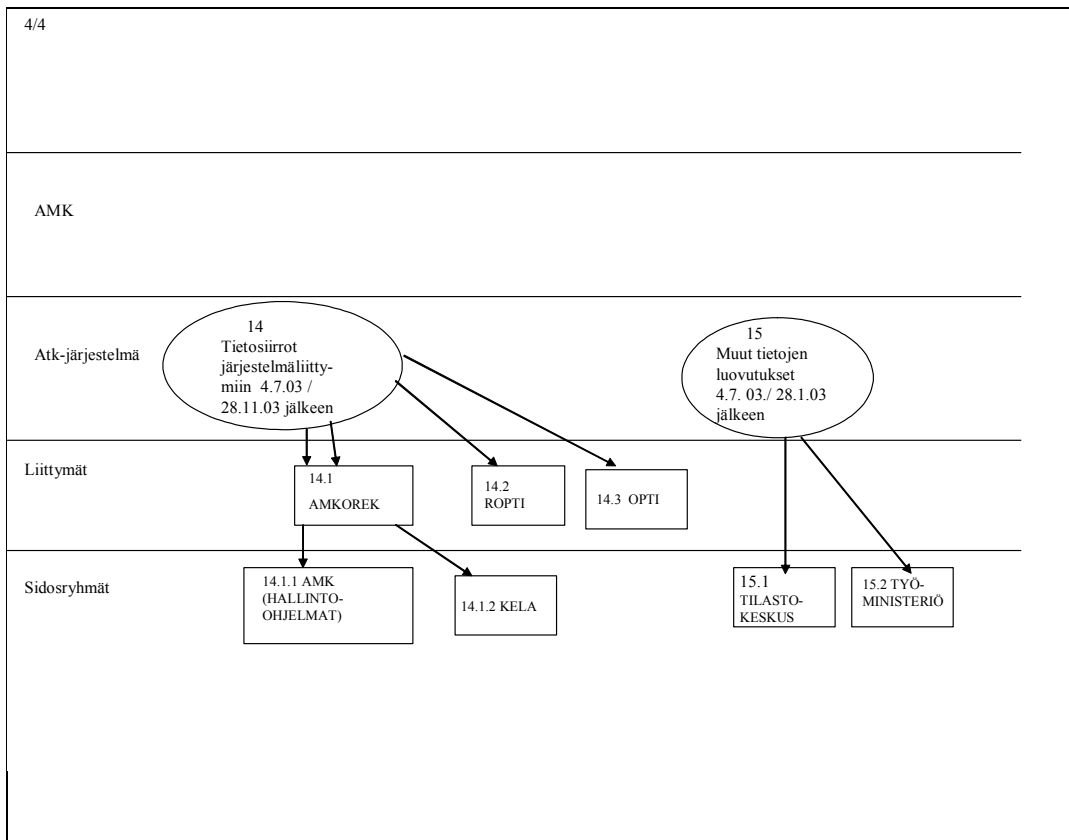 4/4
AMK
Atk-järjestelmä
14
Tietosiirrot
järjestelmäliitty-
miin 4.7.03 /
28.11.03 jälkeen
15
Muut tietojen
luovutukset
4.7. 03./ 28.1.03
jälkeen
Liittymät
14.1
AMKOREK
14.2
ROPTI
14.3 OPTI
Sidosryhmät
14.1.1 AMK
(HALLINTO-
OHJELMAT)
14.1.2 KELA
15.1
TILASTO-
KESKUS
15.2 TYÖ-
MINISTERIÖ